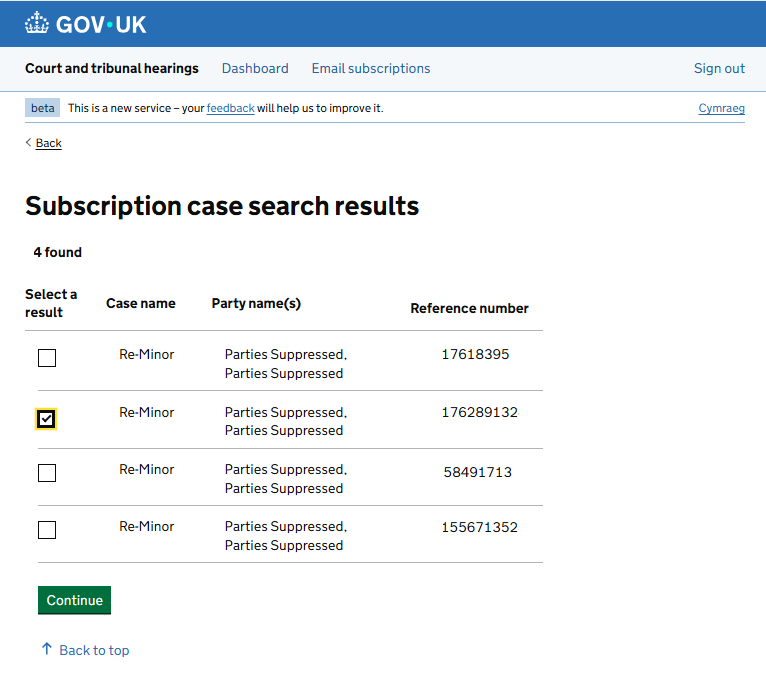 GOV·UK
Court and tribunal hearings Dashboard Email subscriptions Sign out
beta This is a new service – your feedback will help us to improve it. Cymraeg
Back
Subscription case search results
4 found
Select a result Case name Party name(s) Reference number
Re-Minor Parties Suppressed, 17618395
Parties Suppressed
Re-Minor Parties Suppressed, 176289132
Parties Suppressed
Re-Minor Parties Suppressed, 58491713
Parties Suppressed
Re-Minor Parties Suppressed, 155671352
Parties Suppressed
Continue
Back to top